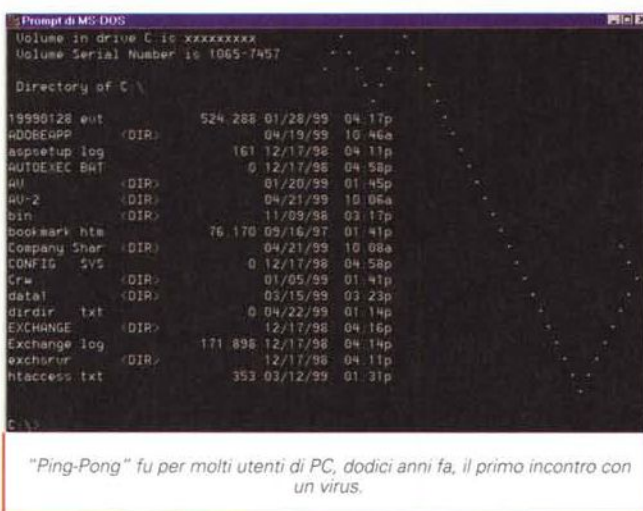 Prompt di MS-DOS
Volume in drive C is xxxxxxxxx
Volume Serial Number is 1065-7457
Directory of C:\
19990128 evt 524.288 01/28/99 04:17p
ADOBEAPP <DIR> 04/19/99 10:46a
aspsetup log 161 12/17/98 04:11p
AUTOEXEC BAT 0 12/17/98 04:58p
AV <DIR> 01/20/99 01:45p
AV-2 <DIR> 04/21/99 10:06a
bin <DIR> 11/09/98 03:17p
bookmark htm 76.170 09/16/97 01:41p
Company Shar <DIR> 04/21/99 10:08a
CONFIG SYS 0 12/17/98 04:58p
Crw <DIR> 01/05/99 01:41p
data1 <DIR> 03/15/99 03:23p
dirdir txt 0 04/22/99 01:14p
EXCHANGE <DIR> 12/17/98 04:16p
Exchange log 171.898 12/17/98 04:14p
exchsrvr <DIR> 12/17/98 04:11p
htaccess txt 353 03/12/99 01:31p
C:\>
"Ping-Pong" fu per molti utenti di PC, dodici anni fa, il primo incontro con
un virus.